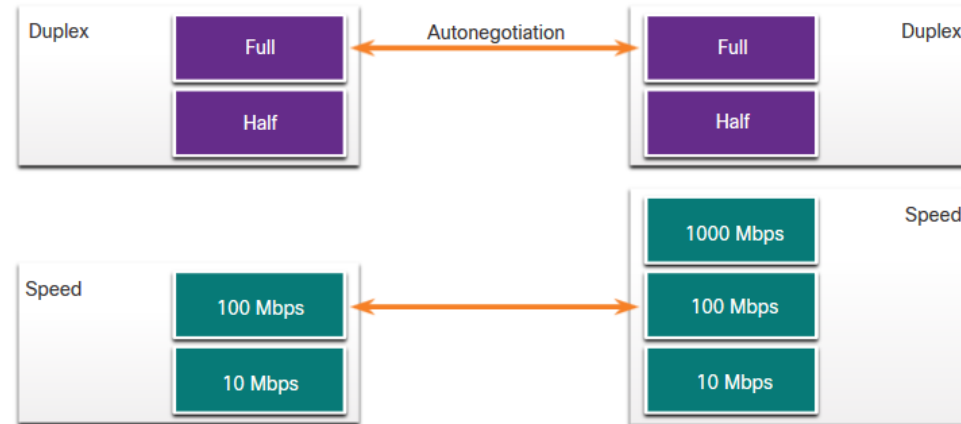 Duplex
Full
Autonegotiation
Full
Duplex
Half
Half
1000 Mbps
Speed
Speed
100 Mbps
100 Mbps
10 Mbps
10 Mbps